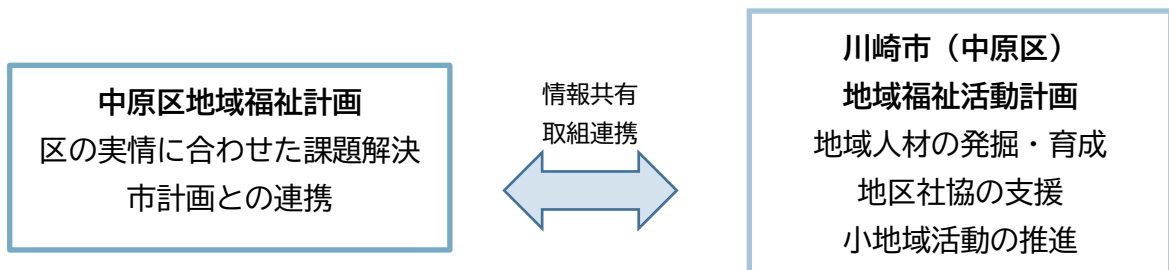 中原区地域福祉計画
区の実情に合わせた課題解決
市計画との連携
情報共有
取組連携
川崎市（中原区）
地域福祉活動計画
地域人材の発掘・育成
地区社協の支援
小地域活動の推進